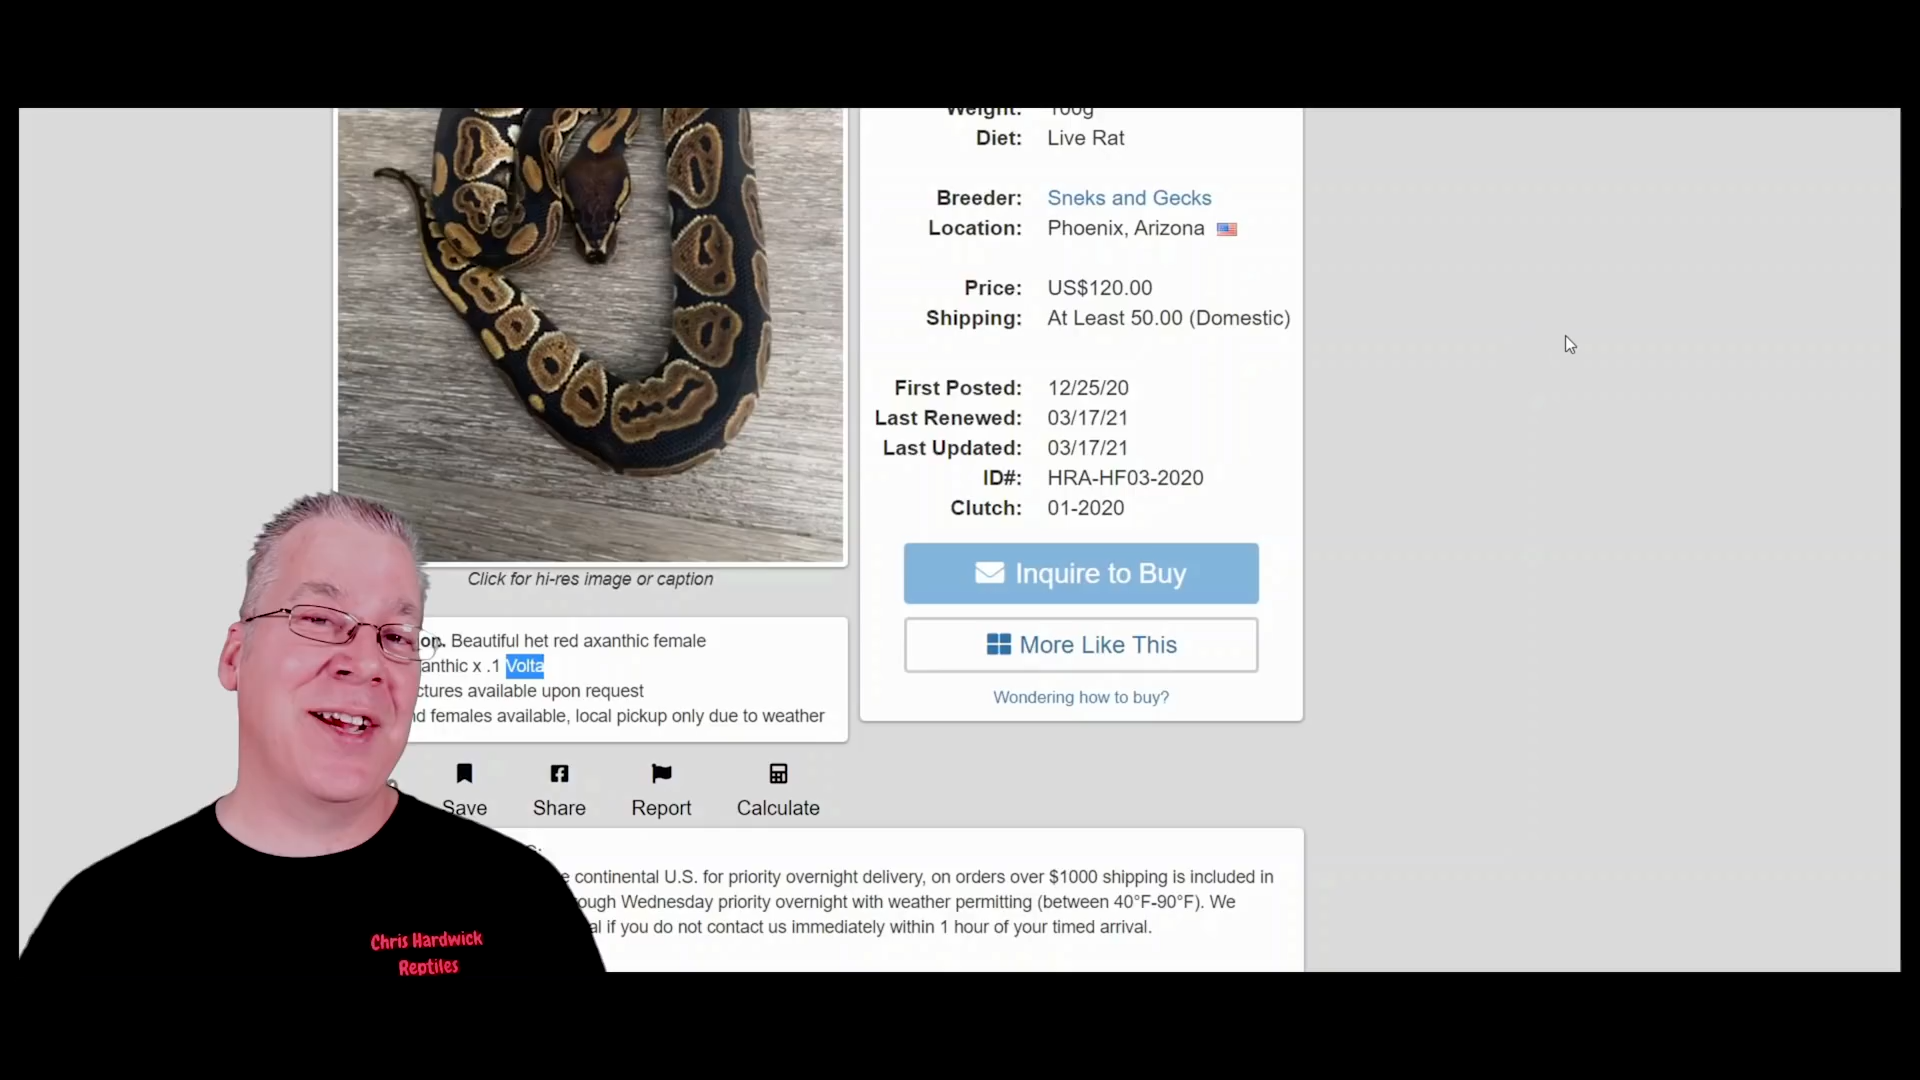 Weight: 100g
Diet: Live Rat
Breeder: Sneks and Gecks
Location: Phoenix, Arizona
Price: US$120.00
Shipping: At Least 50.00 (Domestic)
First Posted: 12/25/20
Last Renewed: 03/17/21
Last Updated: 03/17/21
ID#: HRA-HF03-2020
Clutch: 01-2020
Inquire to Buy
More Like This
Wondering how to buy?
Click for hi-res image or caption
on. Beautiful het red axanthic female
anthic x .1 Volta
ctures available upon request
nd females available, local pickup only due to weather
Save Share Report Calculate
e continental U.S. for priority overnight delivery, on orders over $1000 shipping is included in
ough Wednesday priority overnight with weather permitting (between 40°F-90°F). We
al if you do not contact us immediately within 1 hour of your timed arrival.
Chris Hardwick
Reptiles